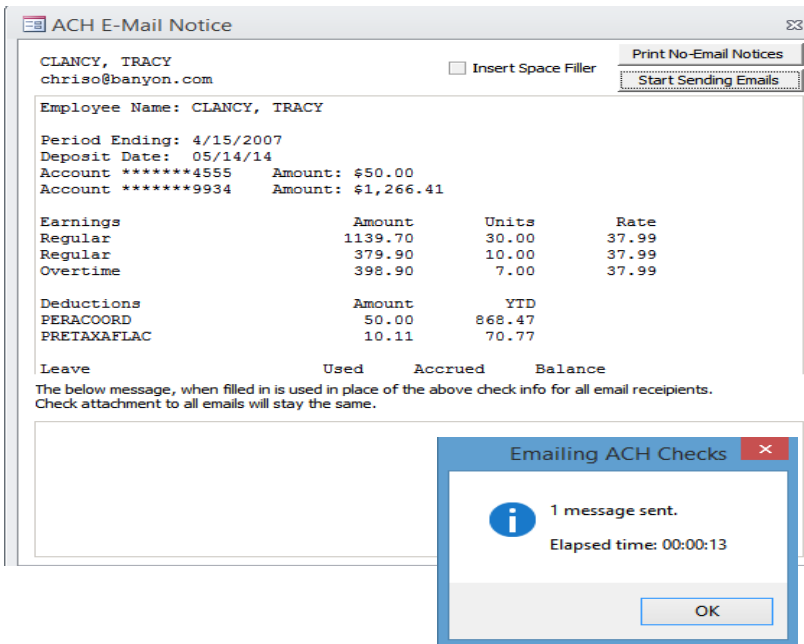 ACH E-Mail Notice
CLANCY, TRACY
chriso@banyon.com
Insert Space Filler
Print No-Email Notices
Start Sending Emails
Employee Name: CLANCY, TRACY
Period Ending: 4/15/2007
Deposit Date: 05/14/14
Account *******4555 Amount: $50.00
Account *******9934 Amount: $1,266.41
Earnings Amount Units Rate
Regular 1139.70 30.00 37.99
Regular 379.90 10.00 37.99
Overtime 398.90 7.00 37.99
Deductions Amount YTD
PERACOORD 50.00 868.47
PRETAXAFLAC 10.11 70.77
Leave Used Accrued Balance
The below message, when filled in is used in place of the above check info for all email receipients.
Check attachment to all emails will stay the same.
Emailing ACH Checks
1 message sent.
Elapsed time: 00:00:13
OK